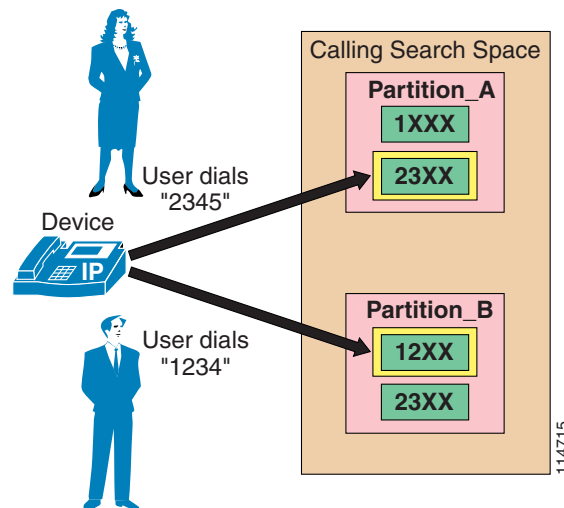 Calling Search Space
Partition_A
1XXX
23XX
User dials
"2345"
Device
IP
User dials
"1234"
Partition_B
12XX
23XX
114715